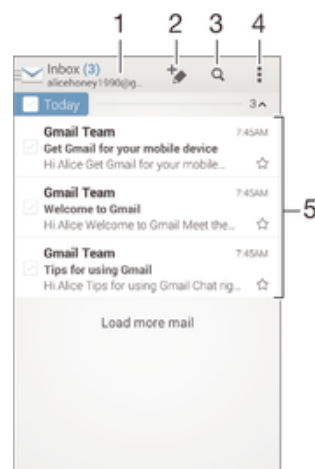 1 2 3 4
Inbox (3)
alicehoney1990@g...
Today 3
Gmail Team 7:45AM
Get Gmail for your mobile device
Hi Alice Get Gmail for your mobile...
Gmail Team 7:45AM
Welcome to Gmail
Hi Alice Welcome to Gmail Meet the...
5
Gmail Team 7:45AM
Tips for using Gmail
Hi Alice Tips for using Gmail Chat rig...
Load more mail